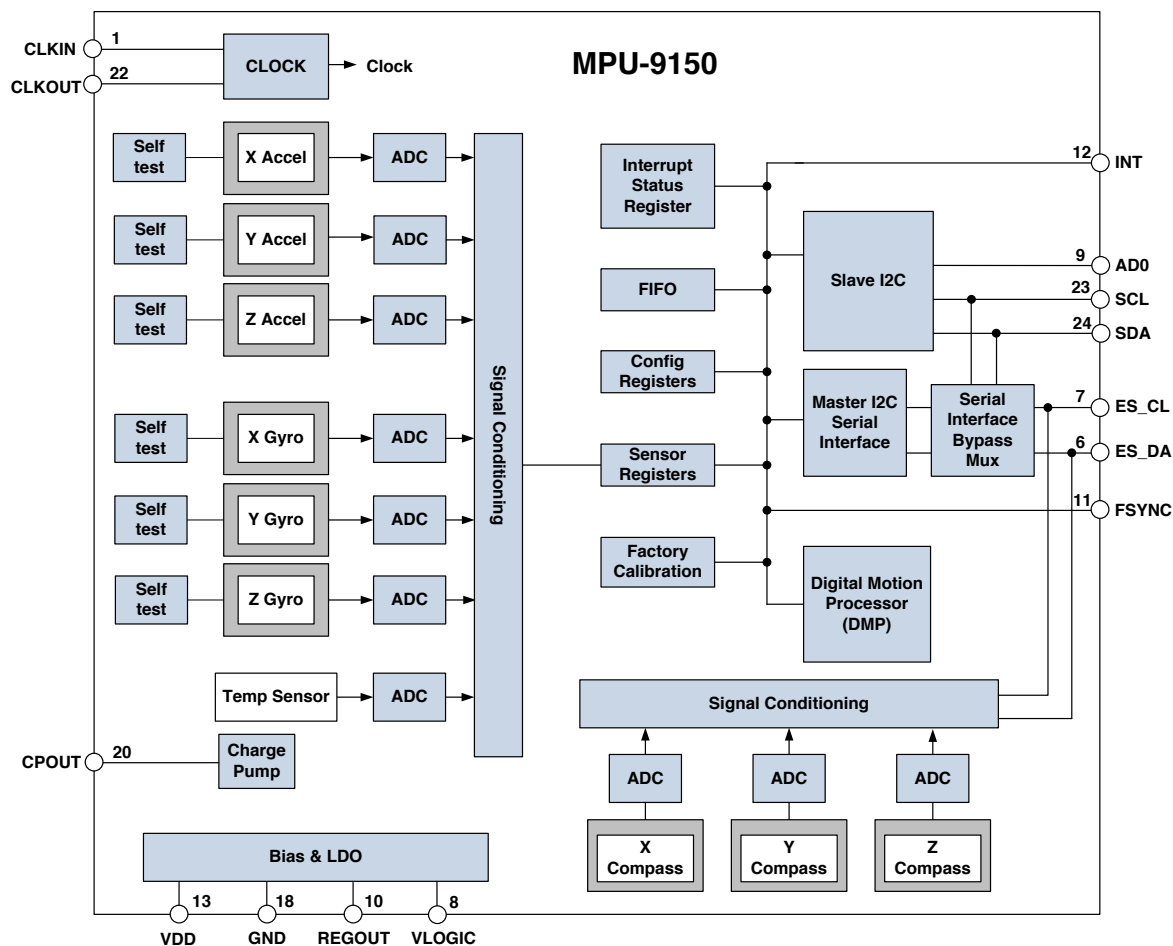 MPU-9150
CLKIN
1
CLKOUT
22
CLOCK
Clock
Self
test
X Accel
ADC
Self
test
Y Accel
ADC
Self
test
Z Accel
ADC
Self
test
X Gyro
ADC
Self
test
Y Gyro
ADC
Self
test
Z Gyro
ADC
Temp Sensor
ADC
Signal Conditioning
CPOUT
20
Charge
Pump
Bias & LDO
13
18
10
8
VDD
GND
REGOUT
VLOGIC
Interrupt
Status
Register
FIFO
Config
Registers
Sensor
Registers
Factory
Calibration
Slave I2C
Master I2C
Serial
Interface
Serial
Interface
Bypass
Mux
Digital Motion
Processor
(DMP)
12
INT
9
AD0
23
SCL
24
SDA
7
ES_CL
6
ES_DA
11
FSYNC
Signal Conditioning
ADC
ADC
ADC
X
Compass
Y
Compass
Z
Compass